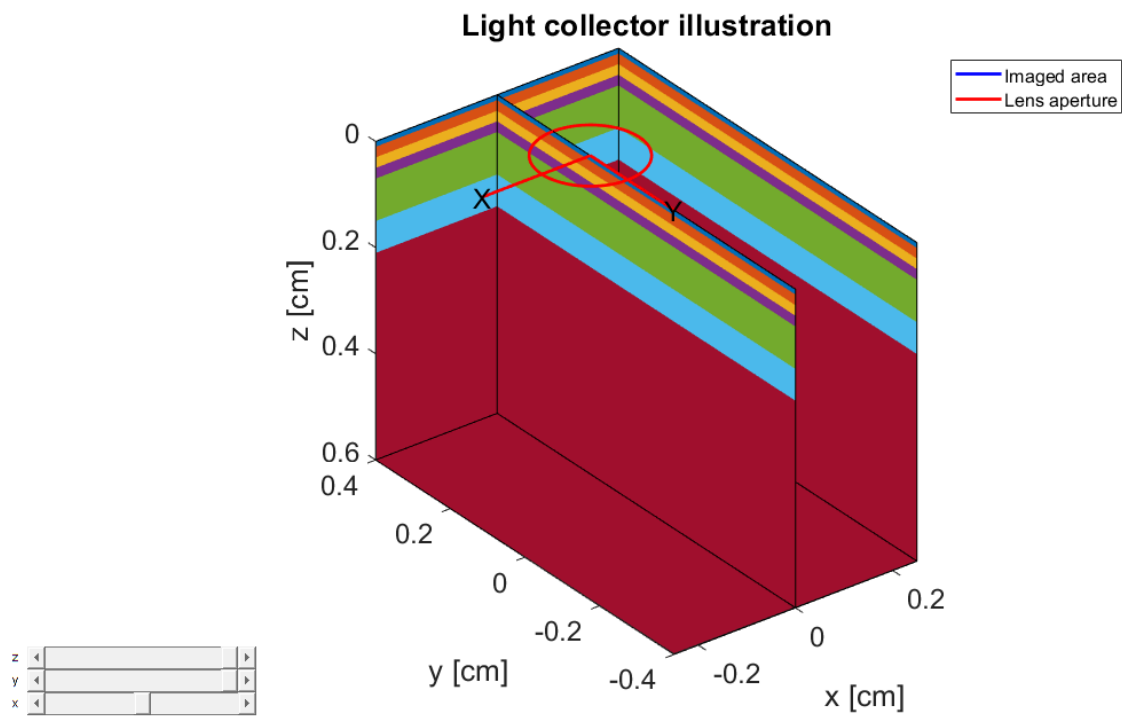 Light collector illustration
Imaged area
Lens aperture
X
Y
0
0.2
0.4
0.6
z [cm]
0.4
0.2
0
-0.2
-0.4
y [cm]
-0.2
0
0.2
x [cm]
z
y
x